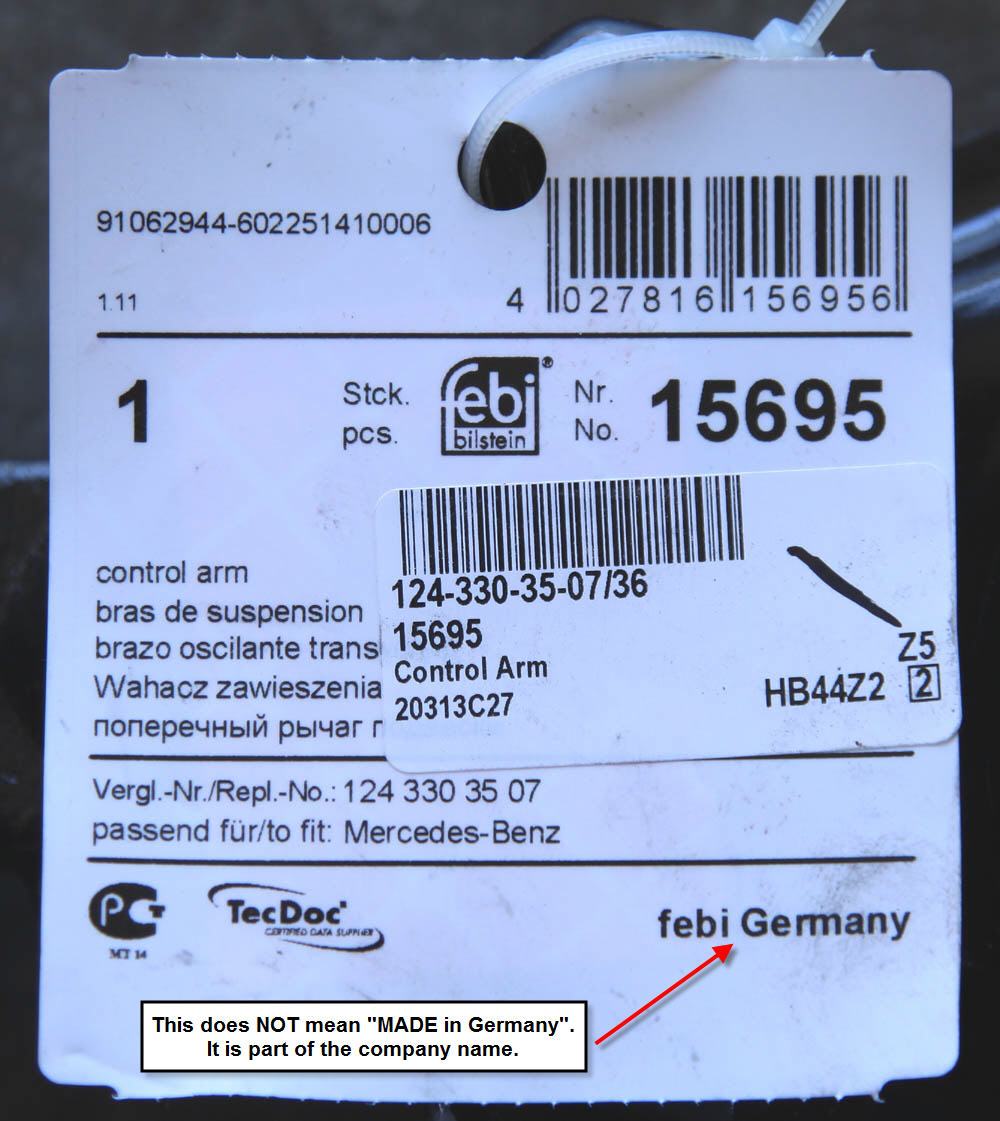 91062944-602251410006
1.11
4 027816 156956
1
Stck.
pcs.
febi®
bilstein
Nr.
No.
15695
control arm
bras de suspension
brazo oscilante trans
Wahacz zawieszenia
поперечный рычаг
124-330-35-07/36
15695
Control Arm
20313C27
Z5
HB44Z2 2
Vergl.-Nr./Repl.-No.: 124 330 35 07
passend für/to fit: Mercedes-Benz
РСТ
MT 14
TecDoc
CERTIFIED DATA SUPPLIER
febi Germany
This does NOT mean "MADE in Germany".
It is part of the company name.